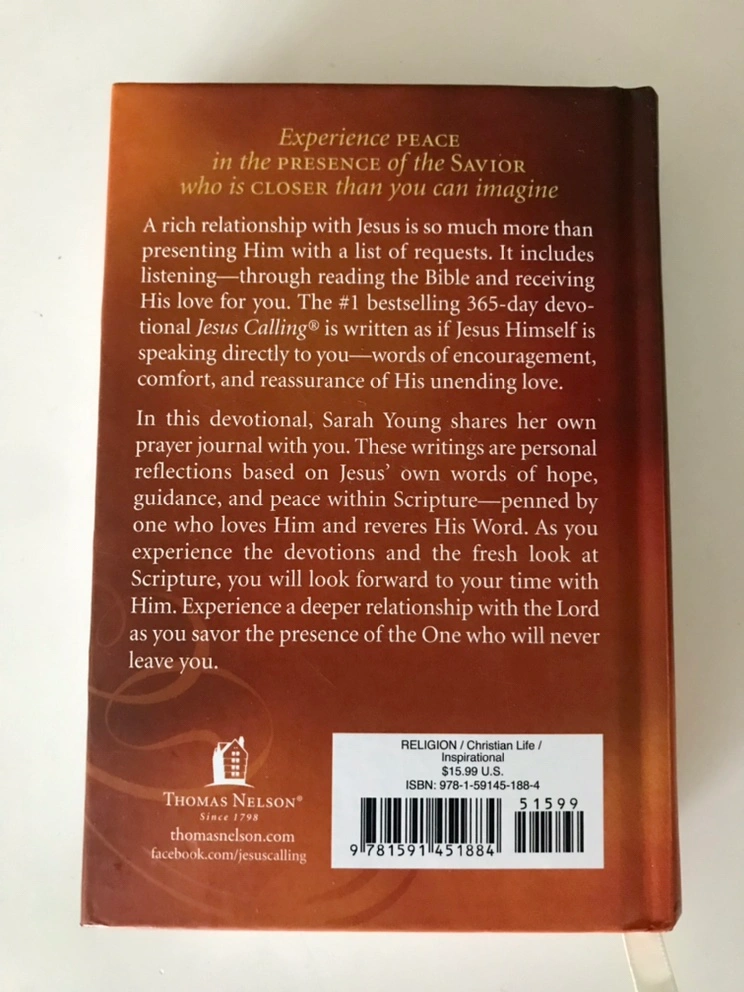 Experience PEACE
in the PRESENCE of the SAVIOR
who is CLOSER than you can imagine
A rich relationship with Jesus is so much more than
presenting Him with a list of requests. It includes
listening—through reading the Bible and receiving
His love for you. The #1 bestselling 365-day devo-
tional Jesus Calling® is written as if Jesus Himself is
speaking directly to you—words of encouragement,
comfort, and reassurance of His unending love.
In this devotional, Sarah Young shares her own
prayer journal with you. These writings are personal
reflections based on Jesus' own words of hope,
guidance, and peace within Scripture—penned by
one who loves Him and reveres His Word. As you
experience the devotions and the fresh look at
Scripture, you will look forward to your time with
Him. Experience a deeper relationship with the Lord
as you savor the presence of the One who will never
leave you.
THOMAS NELSON®
Since 1798
thomasnelson.com
facebook.com/jesuscalling
RELIGION / Christian Life /
Inspirational
$15.99 U.S.
ISBN: 978-1-59145-188-4
51599
9 781591 451884